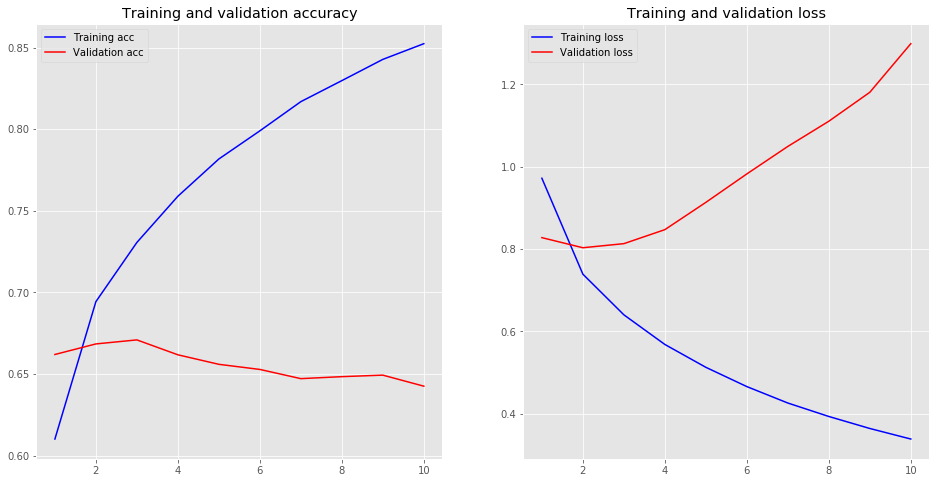 Training and validation accuracy
Training acc
Validation acc
0.85
0.80
0.75
0.70
0.65
0.60
2 4 6 8 10
Training and validation loss
Training loss
Validation loss
1.2
1.0
0.8
0.6
0.4
2 4 6 8 10